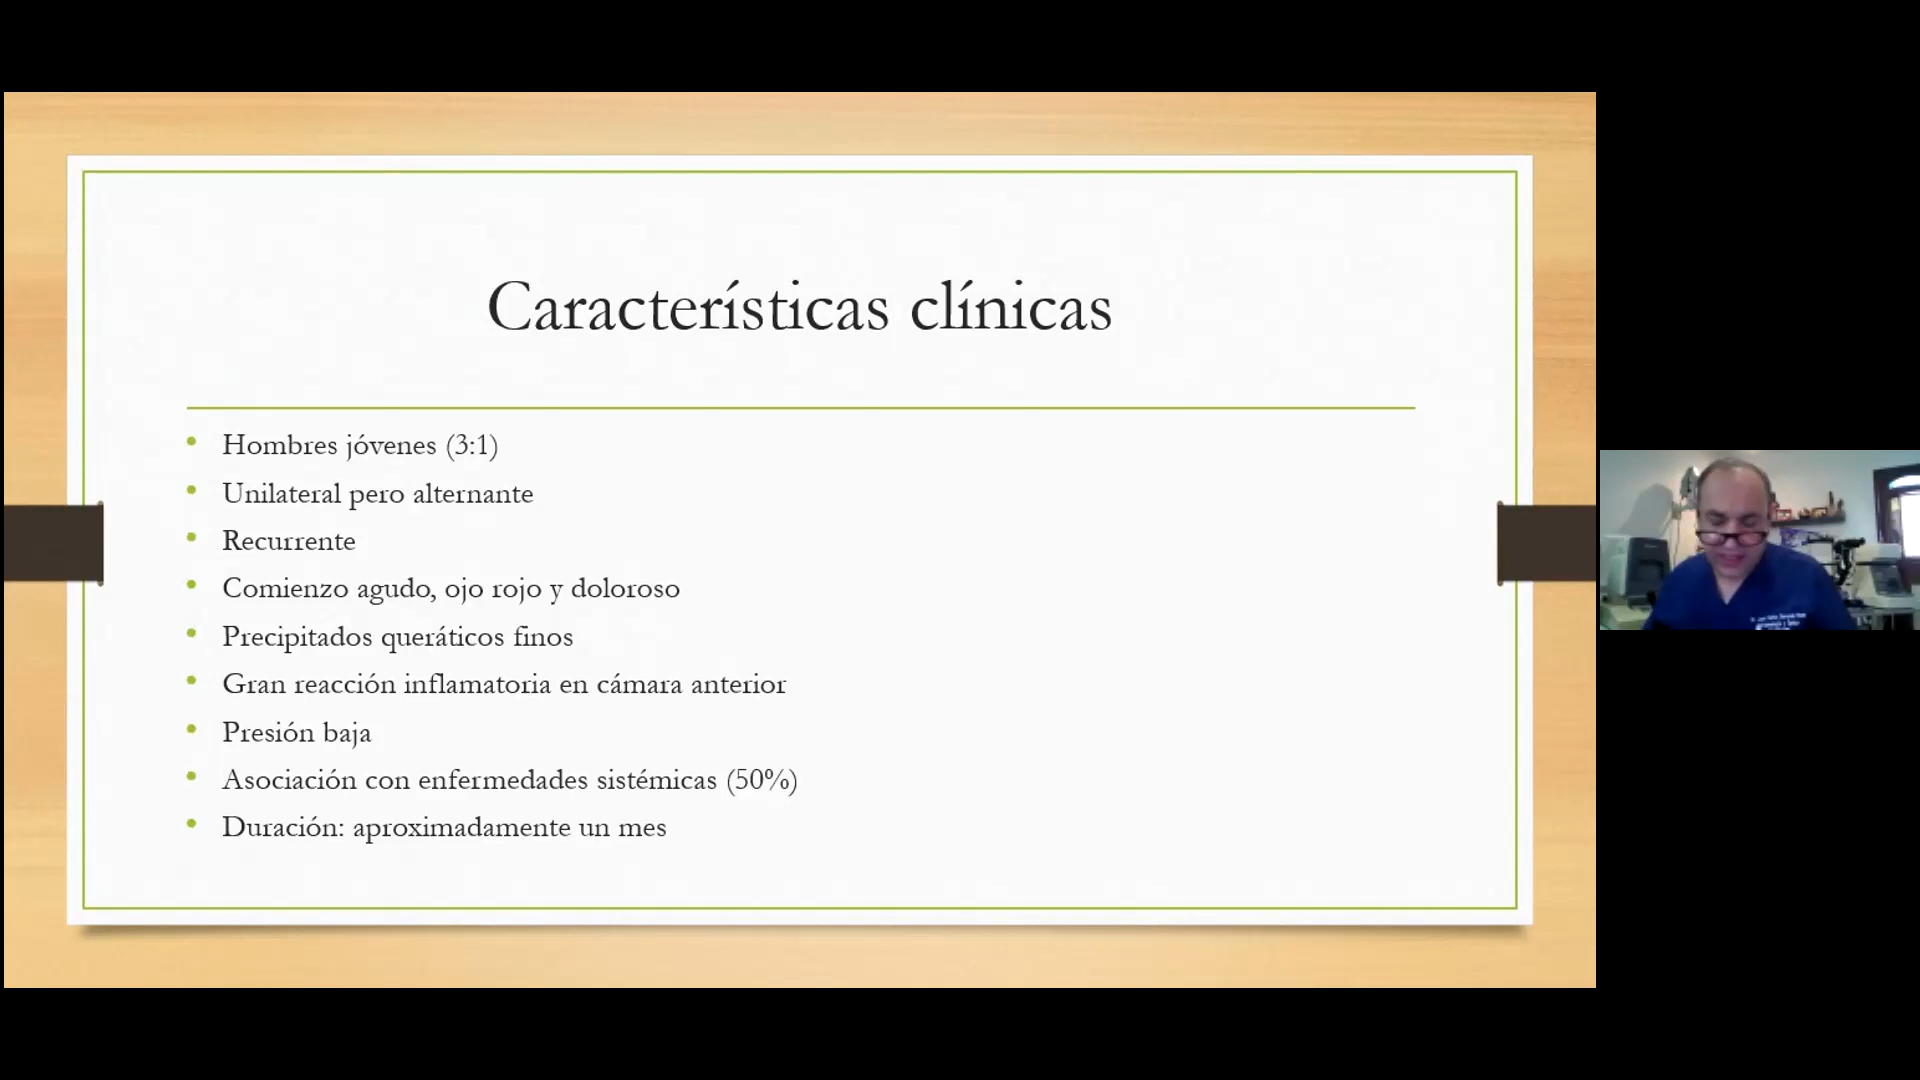 Características clínicas
Hombres jóvenes (3:1)
Unilateral pero alternante
Recurrente
Comienzo agudo, ojo rojo y doloroso
Precipitados queráticos finos
Gran reacción inflamatoria en cámara anterior
Presión baja
Asociación con enfermedades sistémicas (50%)
Duración: aproximadamente un mes